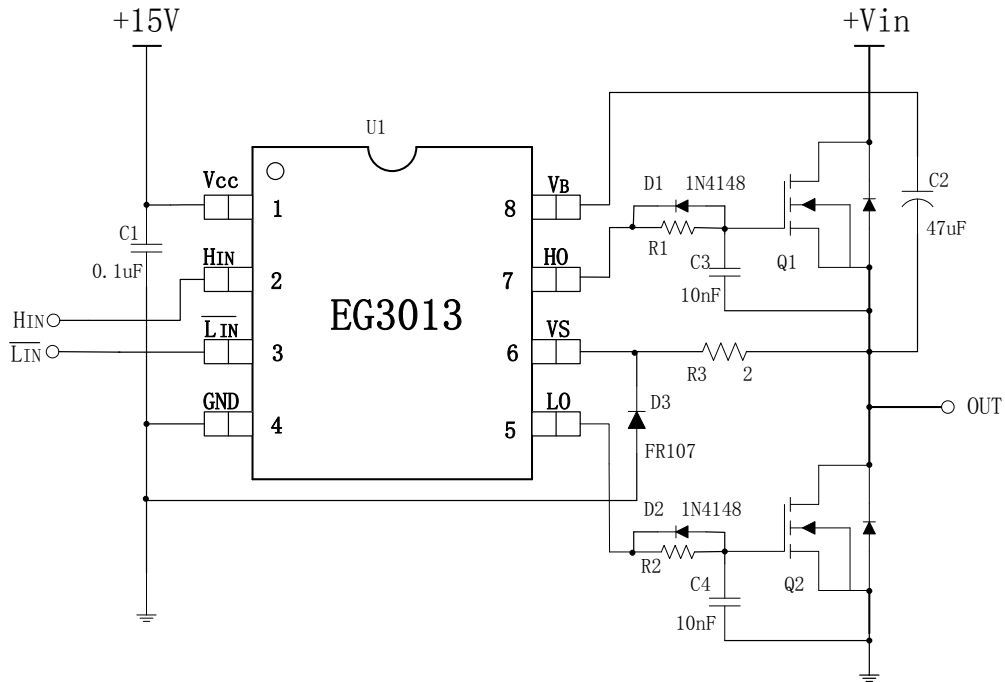 +15V
+Vin
U1
VCC
1
VB
8
D1
1N4148
C2
47uF
C1
0.1uF
HIN
2
HO
7
R1
C3
10nF
Q1
EG3013
HIN
LIN
LIN
3
VS
6
R3
2
GND
4
LO
5
D3
FR107
OUT
D2
1N4148
R2
C4
10nF
Q2